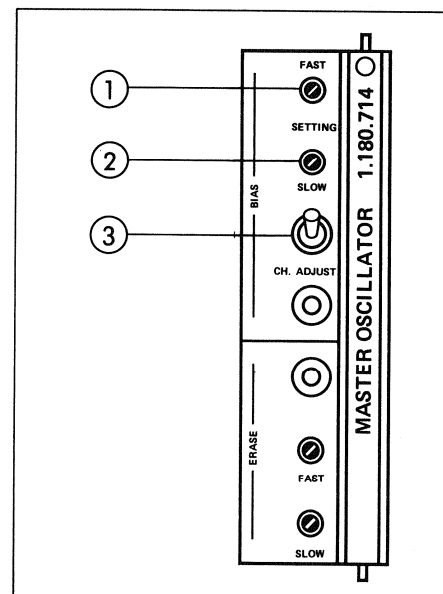 1
FAST
SETTING
2
SLOW
BIAS
3
CH. ADJUST
ERASE
FAST
SLOW
MASTER OSCILLATOR 1.180.714